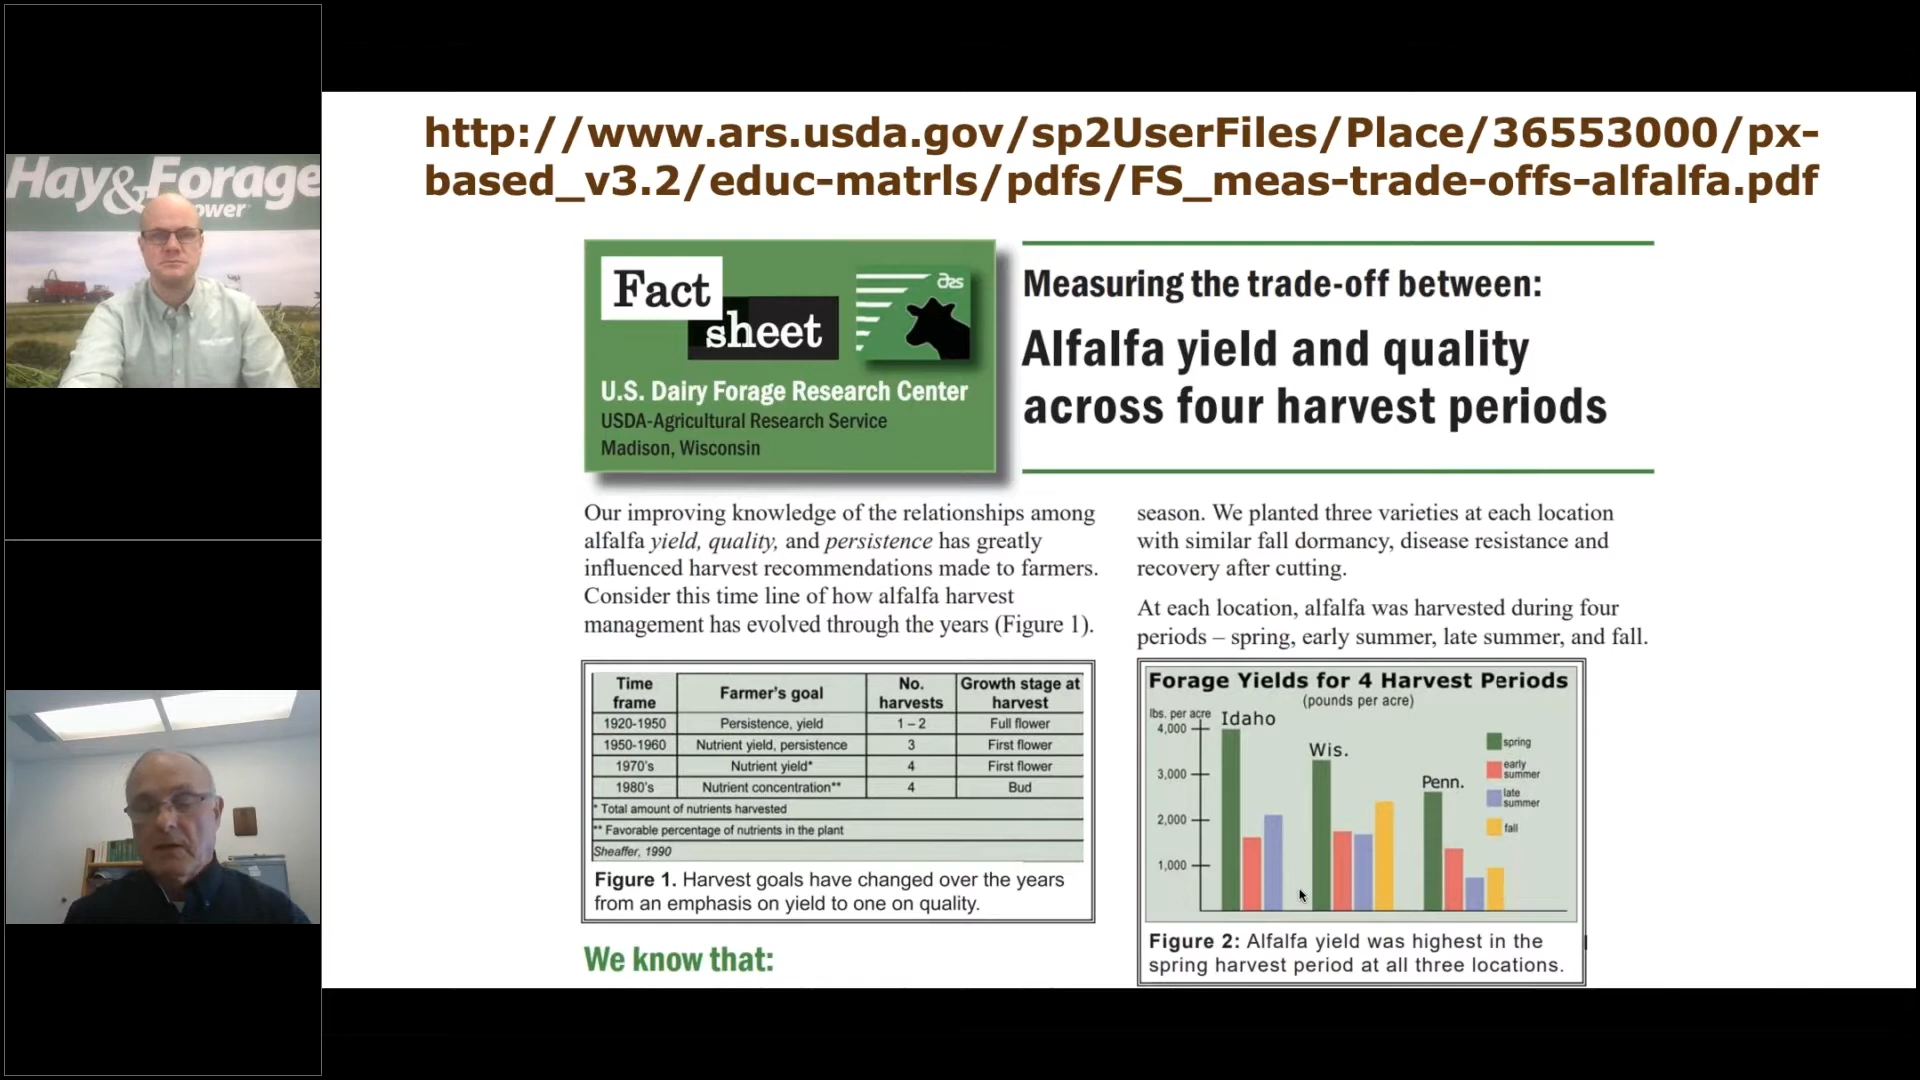 Hay&Forage
ower
http://www.ars.usda.gov/sp2UserFiles/Place/36553000/px-
based_v3.2/educ-matrls/pdfs/FS_meas-trade-offs-alfalfa.pdf
Fact
sheet
ars
U.S. Dairy Forage Research Center
USDA-Agricultural Research Service
Madison, Wisconsin
Measuring the trade-off between:
Alfalfa yield and quality
across four harvest periods
Our improving knowledge of the relationships among
alfalfa yield, quality, and persistence has greatly
influenced harvest recommendations made to farmers.
Consider this time line of how alfalfa harvest
management has evolved through the years (Figure 1).
Time frame Farmer's goal No. harvests Growth stage at harvest
1920-1950 Persistence, yield 1 – 2 Full flower
1950-1960 Nutrient yield, persistence 3 First flower
1970's Nutrient yield* 4 First flower
1980's Nutrient concentration** 4 Bud
* Total amount of nutrients harvested
** Favorable percentage of nutrients in the plant
Sheaffer, 1990
Figure 1. Harvest goals have changed over the years
from an emphasis on yield to one on quality.
We know that:
season. We planted three varieties at each location
with similar fall dormancy, disease resistance and
recovery after cutting.
At each location, alfalfa was harvested during four
periods – spring, early summer, late summer, and fall.
Forage Yields for 4 Harvest Periods
(pounds per acre)
lbs. per acre
4,000
3,000
2,000
1,000
Idaho
Wis.
Penn.
spring
early
summer
late
summer
fall
Figure 2: Alfalfa yield was highest in the
spring harvest period at all three locations.